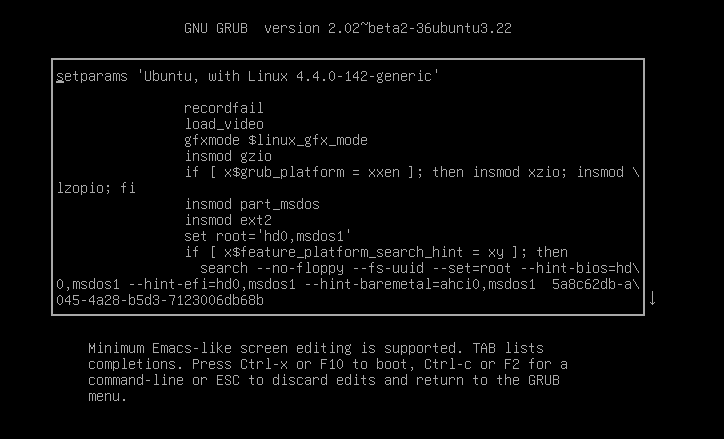 GNU GRUB  version 2.02~beta2-36ubuntu3.22
setparams 'Ubuntu, with Linux 4.4.0-142-generic'
recordfail
load_video
gfxmode $linux_gfx_mode
insmod gzio
if [ x$grub_platform = xxen ]; then insmod xzio; insmod \
lzopio; fi
insmod part_msdos
insmod ext2
set root='hd0,msdos1'
if [ x$feature_platform_search_hint = xy ]; then
search --no-floppy --fs-uuid --set=root --hint-bios=hd\
0,msdos1 --hint-efi=hd0,msdos1 --hint-baremetal=ahci0,msdos1  5a8c62db-a\
045-4a28-b5d3-7123006db68b
↓
Minimum Emacs-like screen editing is supported. TAB lists
completions. Press Ctrl-x or F10 to boot, Ctrl-c or F2 for a
command-line or ESC to discard edits and return to the GRUB
menu.